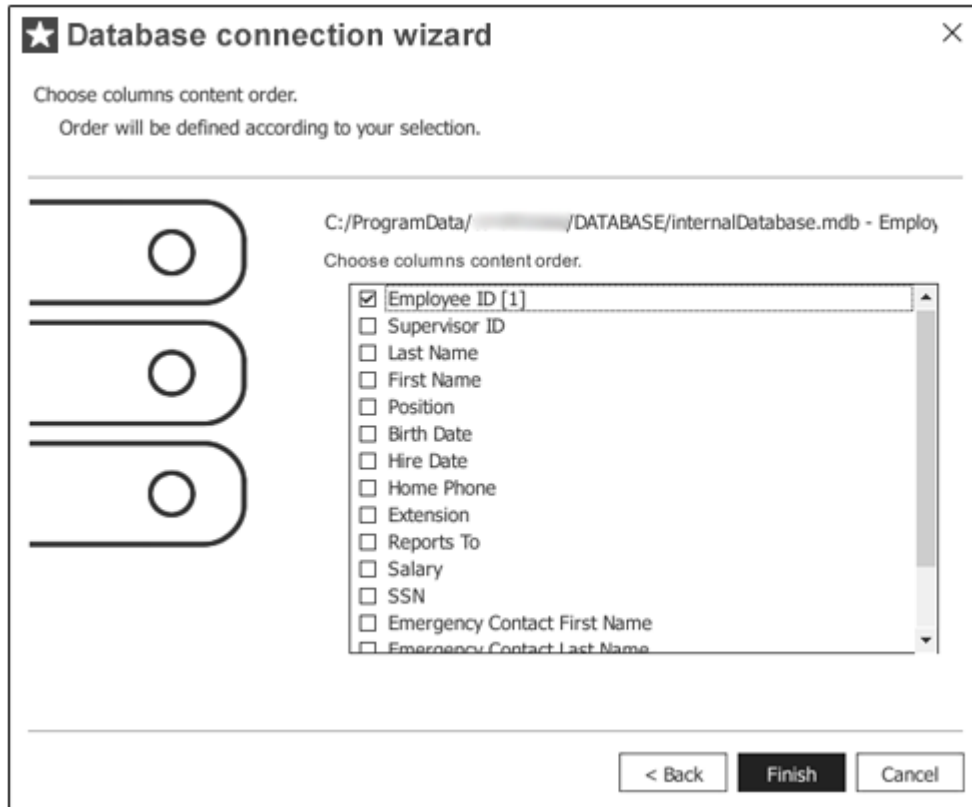 Database connection wizard
Choose columns content order.
Order will be defined according to your selection.
C:/ProgramData/ /DATABASE/internalDatabase.mdb - Employ
Choose columns content order.
Employee ID [1]
Supervisor ID
Last Name
First Name
Position
Birth Date
Hire Date
Home Phone
Extension
Reports To
Salary
SSN
Emergency Contact First Name
Emergency Contact Last Name
< Back Finish Cancel